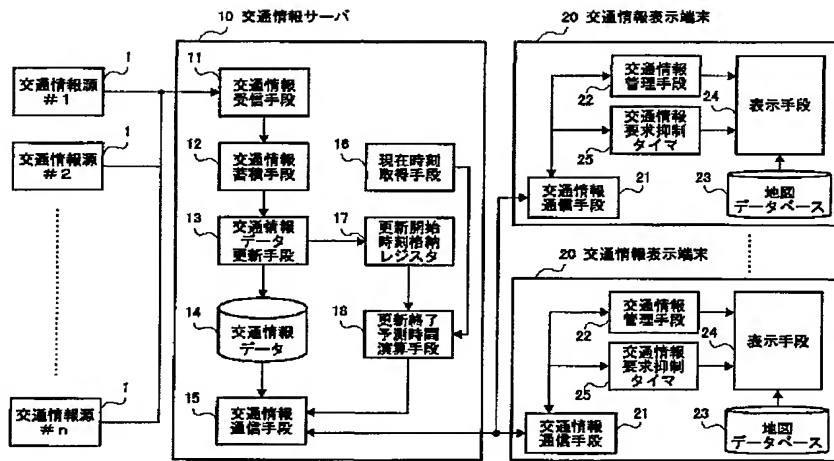 10 交通情報サーバ
20 交通情報表示端末
1
交通情報源
#1
1
交通情報源
#2
1
交通情報源
#n
11
交通情報
受信手段
12
交通情報
蓄積手段
13
交通情報
データ
更新手段
14
交通情報
データ
15
交通情報
通信手段
16
現在時刻
取得手段
17
更新開始
時刻格納
レジスタ
18
更新終了
予測時間
演算手段
交通情報
管理手段
22
交通情報
要求抑制
タイマ
25
交通情報
通信手段
21
24
表示手段
23
地図
データベース
20 交通情報表示端末
交通情報
管理手段
22
交通情報
要求抑制
タイマ
25
交通情報
通信手段
21
24
表示手段
23
地図
データベース